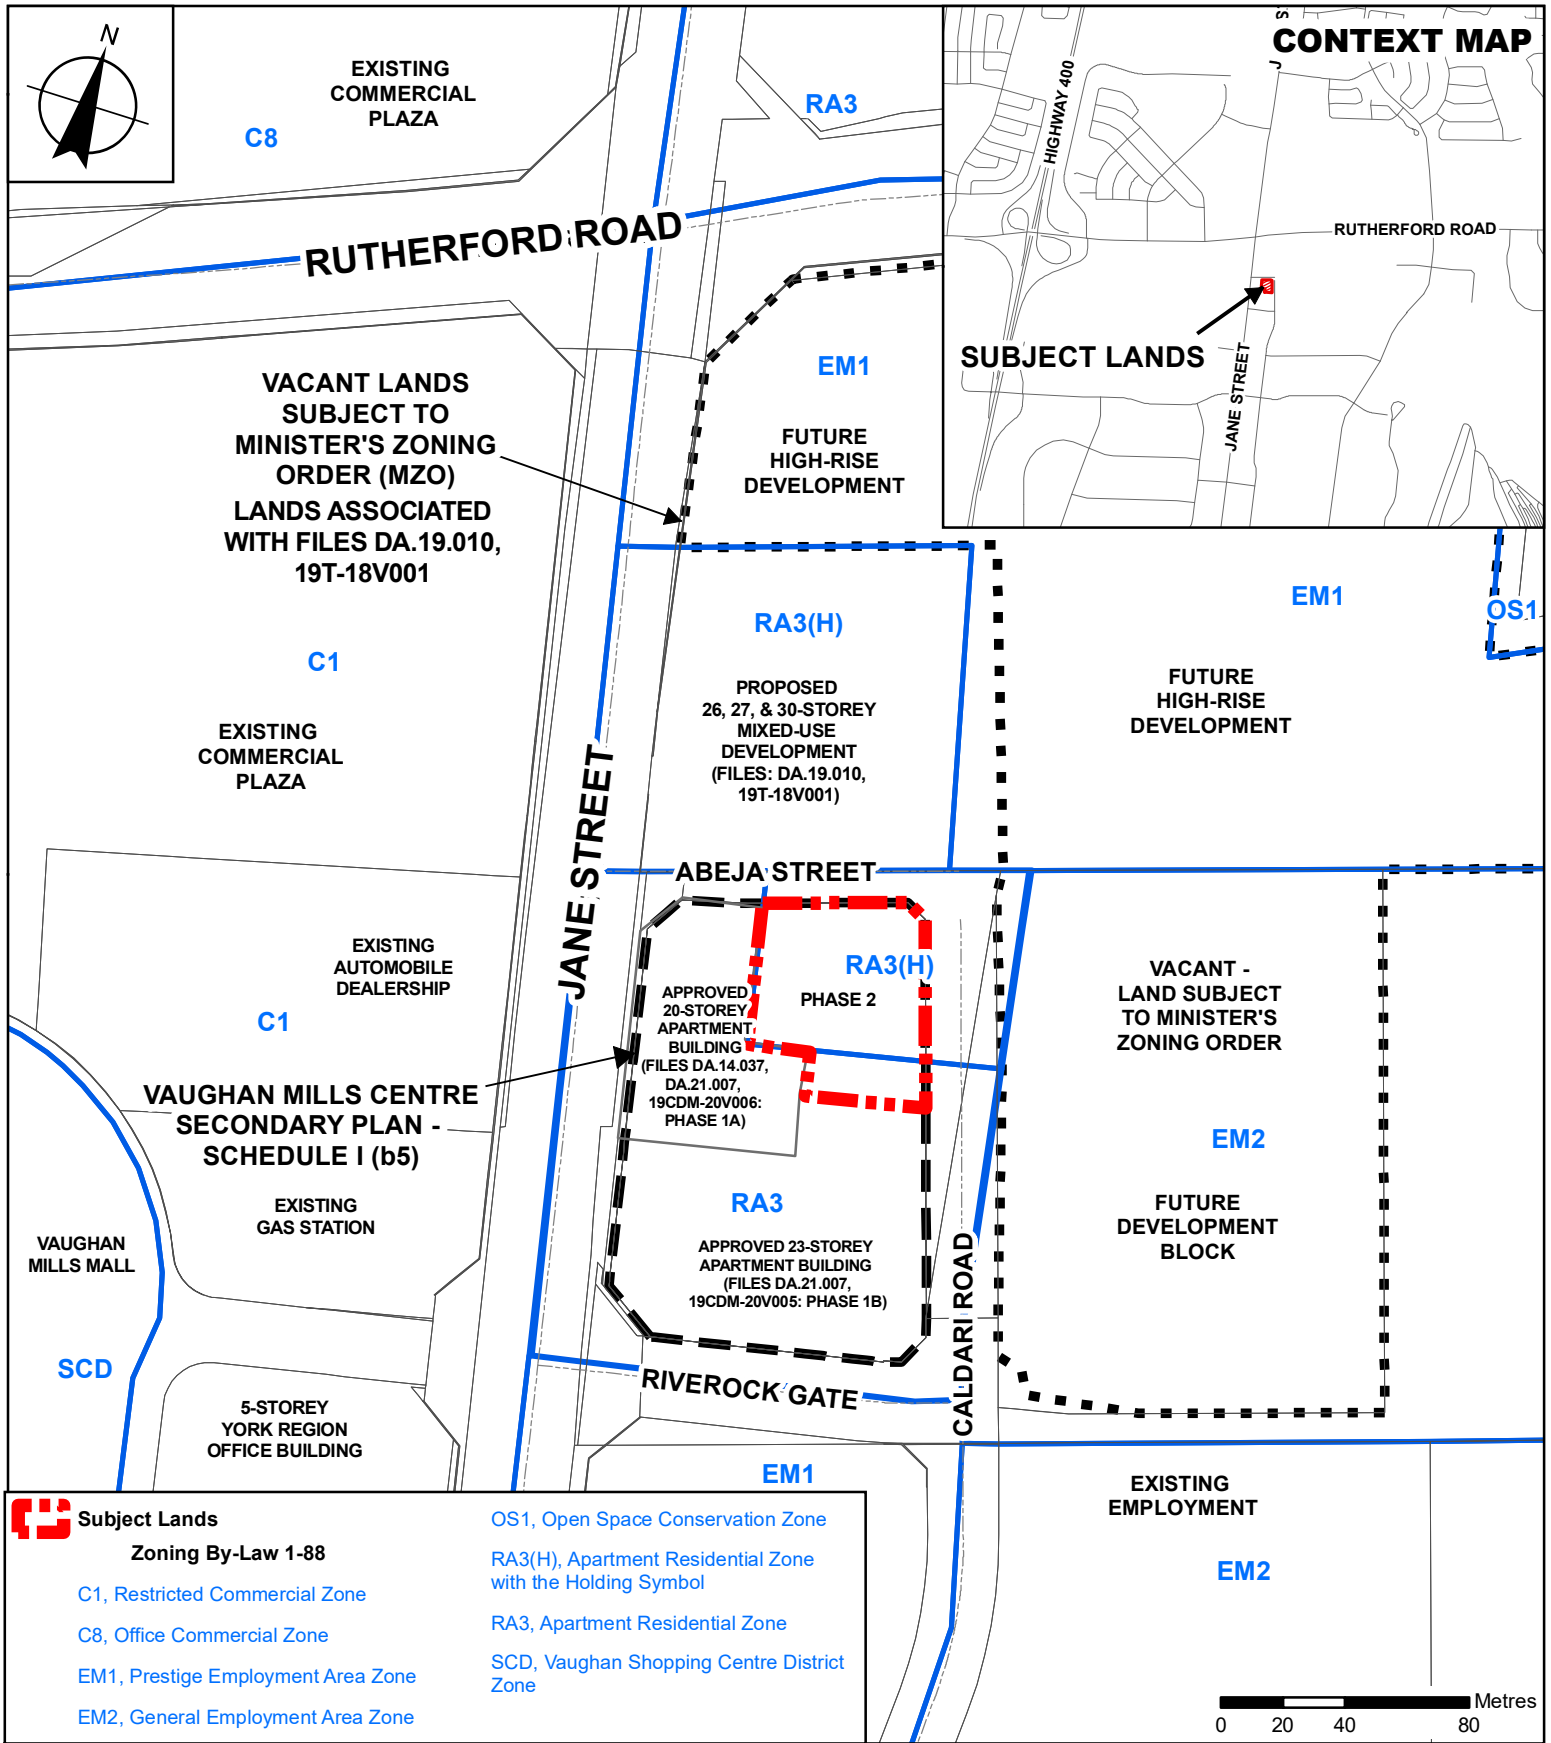 N
EXISTING
COMMERCIAL
PLAZA
C8
RA3
CONTEXT MAP
HIGHWAY 400
RUTHERFORD ROAD
SUBJECT LANDS
JANE STREET
RUTHERFORD ROAD
VACANT LANDS
SUBJECT TO
MINISTER'S ZONING
ORDER (MZO)
LANDS ASSOCIATED
WITH FILES DA.19.010,
19T-18V001
EM1
FUTURE
HIGH-RISE
DEVELOPMENT
C1
EXISTING
COMMERCIAL
PLAZA
RA3(H)
PROPOSED
26, 27, & 30-STOREY
MIXED-USE
DEVELOPMENT
(FILES: DA.19.010,
19T-18V001)
EM1
OS1
FUTURE
HIGH-RISE
DEVELOPMENT
JANE STREET
ABEJA STREET
EXISTING
AUTOMOBILE
DEALERSHIP
C1
APPROVED
20-STOREY
APARTMENT
BUILDING
(FILES DA.14.037,
DA.21.007,
19CDM-20V006:
PHASE 1A)
RA3(H)
PHASE 2
VACANT -
LAND SUBJECT
TO MINISTER'S
ZONING ORDER
VAUGHAN MILLS CENTRE
SECONDARY PLAN -
SCHEDULE I (b5)
EM2
FUTURE
DEVELOPMENT
BLOCK
EXISTING
GAS STATION
VAUGHAN
MILLS MALL
RA3
APPROVED 23-STOREY
APARTMENT BUILDING
(FILES DA.21.007,
19CDM-20V005: PHASE 1B)
CALDARI ROAD
SCD
RIVEROCK GATE
5-STOREY
YORK REGION
OFFICE BUILDING
EM1
EXISTING
EMPLOYMENT
EM2
Subject Lands
Zoning By-Law 1-88
C1, Restricted Commercial Zone
C8, Office Commercial Zone
EM1, Prestige Employment Area Zone
EM2, General Employment Area Zone
OS1, Open Space Conservation Zone
RA3(H), Apartment Residential Zone
with the Holding Symbol
RA3, Apartment Residential Zone
SCD, Vaughan Shopping Centre District
Zone
Metres
0 20 40 80